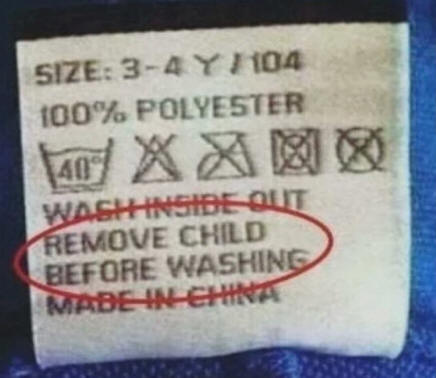 SIZE: 3-4 Y / 104
100% POLYESTER
40°
WASH INSIDE OUT
REMOVE CHILD
BEFORE WASHING
MADE IN CHINA